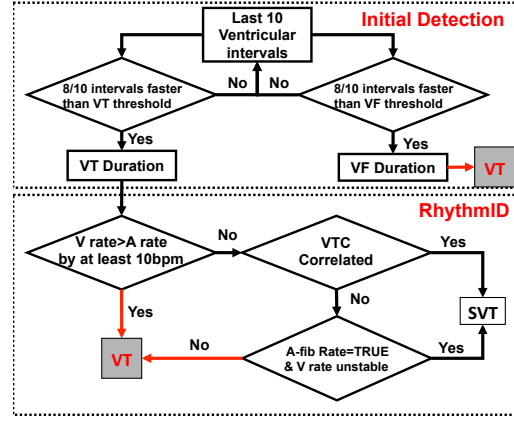 Initial Detection
Last 10
Ventricular
intervals
8/10 intervals faster
than VT threshold
No
No
8/10 intervals faster
than VF threshold
Yes
Yes
VT Duration
VF Duration
VT
RhythmID
V rate>A rate
by at least 10bpm
No
VTC
Correlated
Yes
Yes
No
SVT
VT
No
A-fib Rate=TRUE
& V rate unstable
Yes